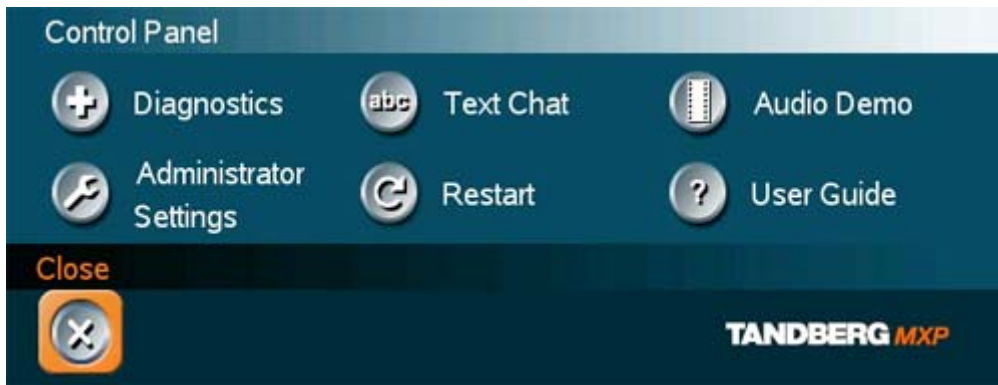 Control Panel
Diagnostics
abc
Text Chat
Audio Demo
Administrator
Settings
Restart
?
User Guide
Close
TANDBERG MXP